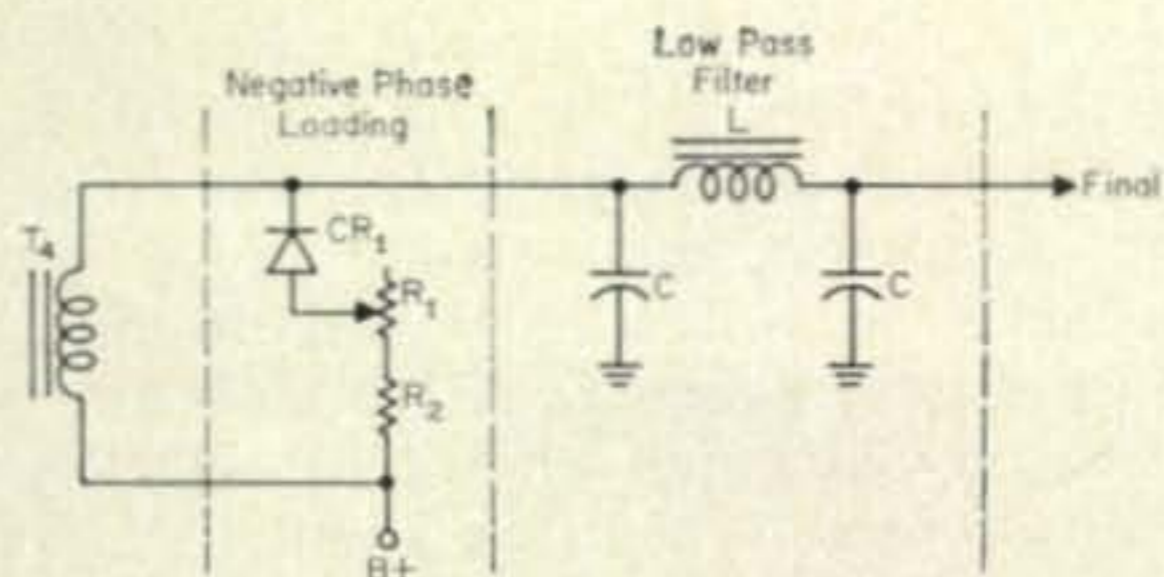 Low Pass
Filter
L
Negative Phase
Loading
T4
CR1
R1
R2
C
C
Final
B+